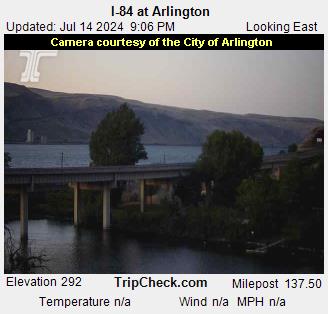 I-84 at Arlington
Updated: Jul 14 2024 9:06 PM Looking East
Camera courtesy of the City of Arlington
Elevation 292 TripCheck.com Milepost 137.50
Temperature n/a Wind n/a MPH n/a